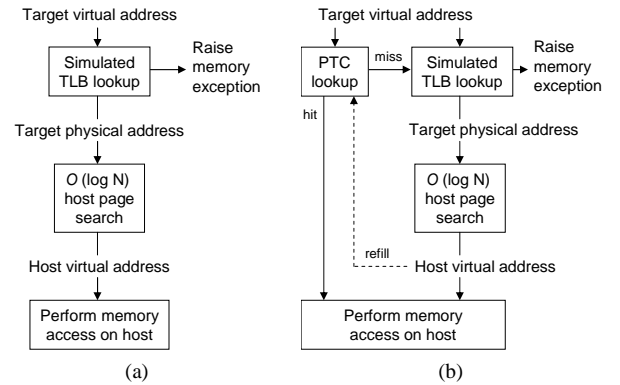 Target virtual address
Simulated
TLB lookup
Raise
memory
exception
Target physical address
O (log N)
host page
search
Host virtual address
Perform memory
access on host
(a)
Target virtual address
PTC
lookup
miss
Simulated
TLB lookup
Raise
memory
exception
hit
Target physical address
O (log N)
host page
search
refill
Host virtual address
Perform memory
access on host
(b)